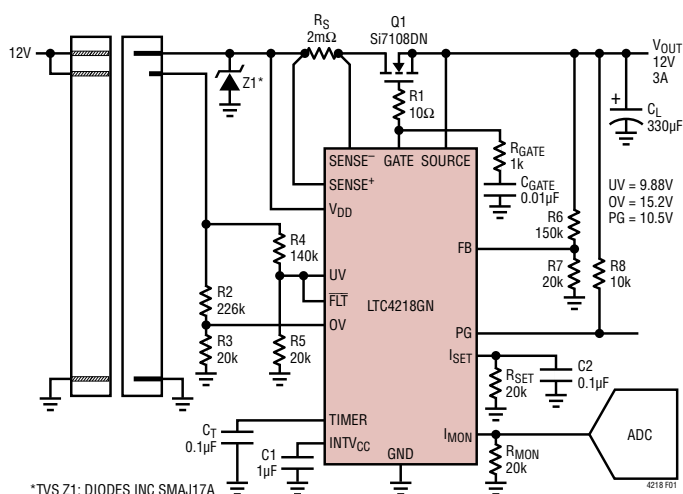 RS
2mΩ
Q1
Si7108DN
12V
Z1*
R1
10Ω
VOUT
12V
3A
+
CL
330µF
RGATE
1k
CGATE
0.01µF
UV = 9.88V
OV = 15.2V
PG = 10.5V
SENSE– GATE SOURCE
SENSE+
VDD
R4
140k
R6
150k
FB
R7
20k
R8
10k
UV
FLT
LTC4218GN
R2
226k
OV
R3
20k
R5
20k
PG
ISET
RSET
20k
C2
0.1µF
TIMER
CT
0.1µF
INTVCC
C1
1µF
GND
IMON
RMON
20k
ADC
*TVS Z1: DIODES INC SMAJ17A
4218 F01